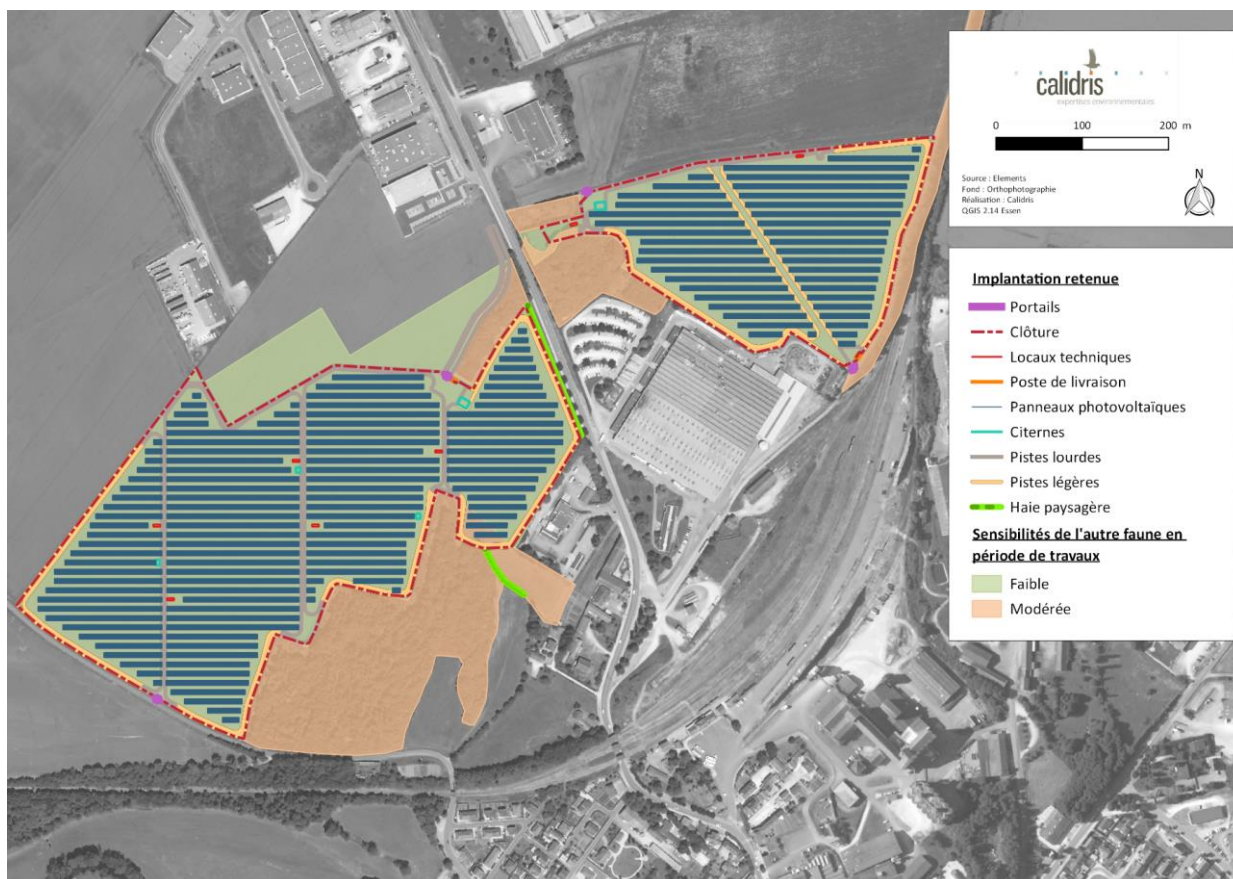 calidris
expertises environnementales
0 100 200 m
Source : Elements
Fond : Orthophotographie
Réalisation : Calidris
QGIS 2.14 Essen
N
Implantation retenue
Portails
Clôture
Locaux techniques
Poste de livraison
Panneaux photovoltaïques
Citernes
Pistes lourdes
Pistes légères
Haie paysagère
Sensibilités de l'autre faune en
période de travaux
Faible
Modérée